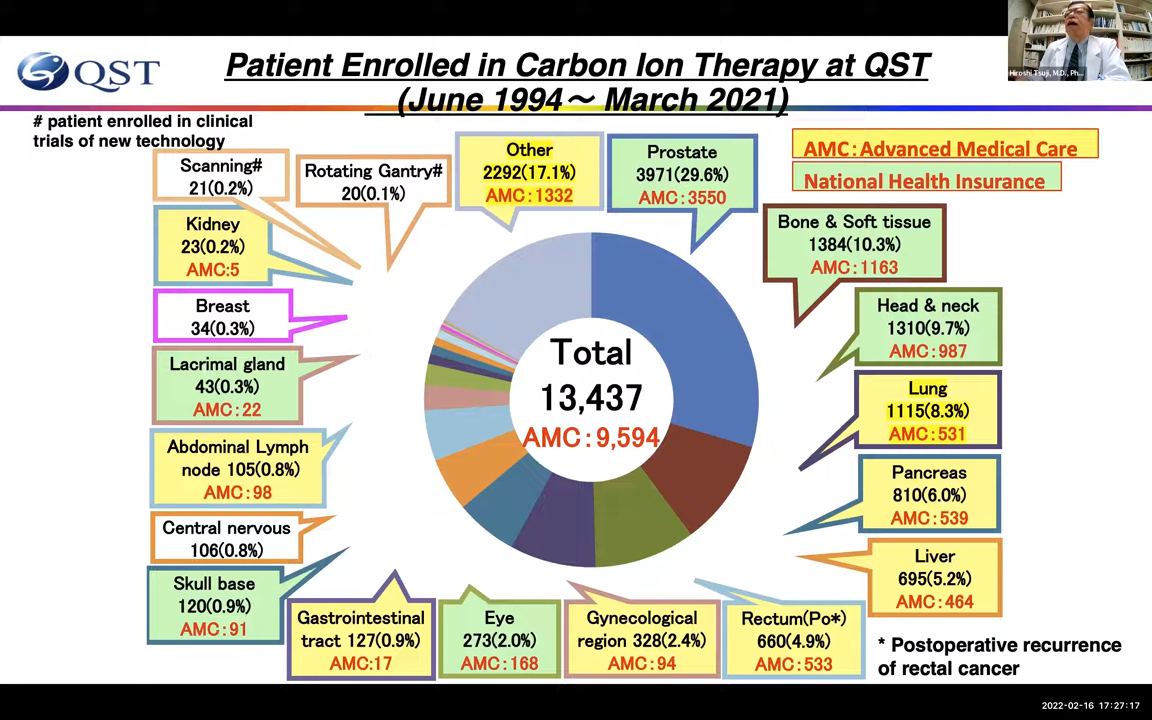 QST
Patient Enrolled in Carbon Ion Therapy at QST
(June 1994～ March 2021)
Hiroshi Tsuji, M.D., Ph...
# patient enrolled in clinical
trials of new technology
AMC：Advanced Medical Care
National Health Insurance
Scanning#
21(0.2%)
Rotating Gantry#
20(0.1%)
Other
2292(17.1%)
AMC：1332
Prostate
3971(29.6%)
AMC：3550
Bone & Soft tissue
1384(10.3%)
AMC：1163
Kidney
23(0.2%)
AMC:5
Breast
34(0.3%)
Head & neck
1310(9.7%)
AMC：987
Lacrimal gland
43(0.3%)
AMC：22
Total
13,437
AMC：9,594
Lung
1115(8.3%)
AMC：531
Abdominal Lymph
node 105(0.8%)
AMC：98
Pancreas
810(6.0%)
AMC：539
Central nervous
106(0.8%)
Liver
695(5.2%)
AMC：464
Skull base
120(0.9%)
AMC：91
Gastrointestinal
tract 127(0.9%)
AMC:17
Eye
273(2.0%)
AMC：168
Gynecological
region 328(2.4%)
AMC：94
Rectum(Po*)
660(4.9%)
AMC：533
* Postoperative recurrence
of rectal cancer
2022-02-16 17:27:17